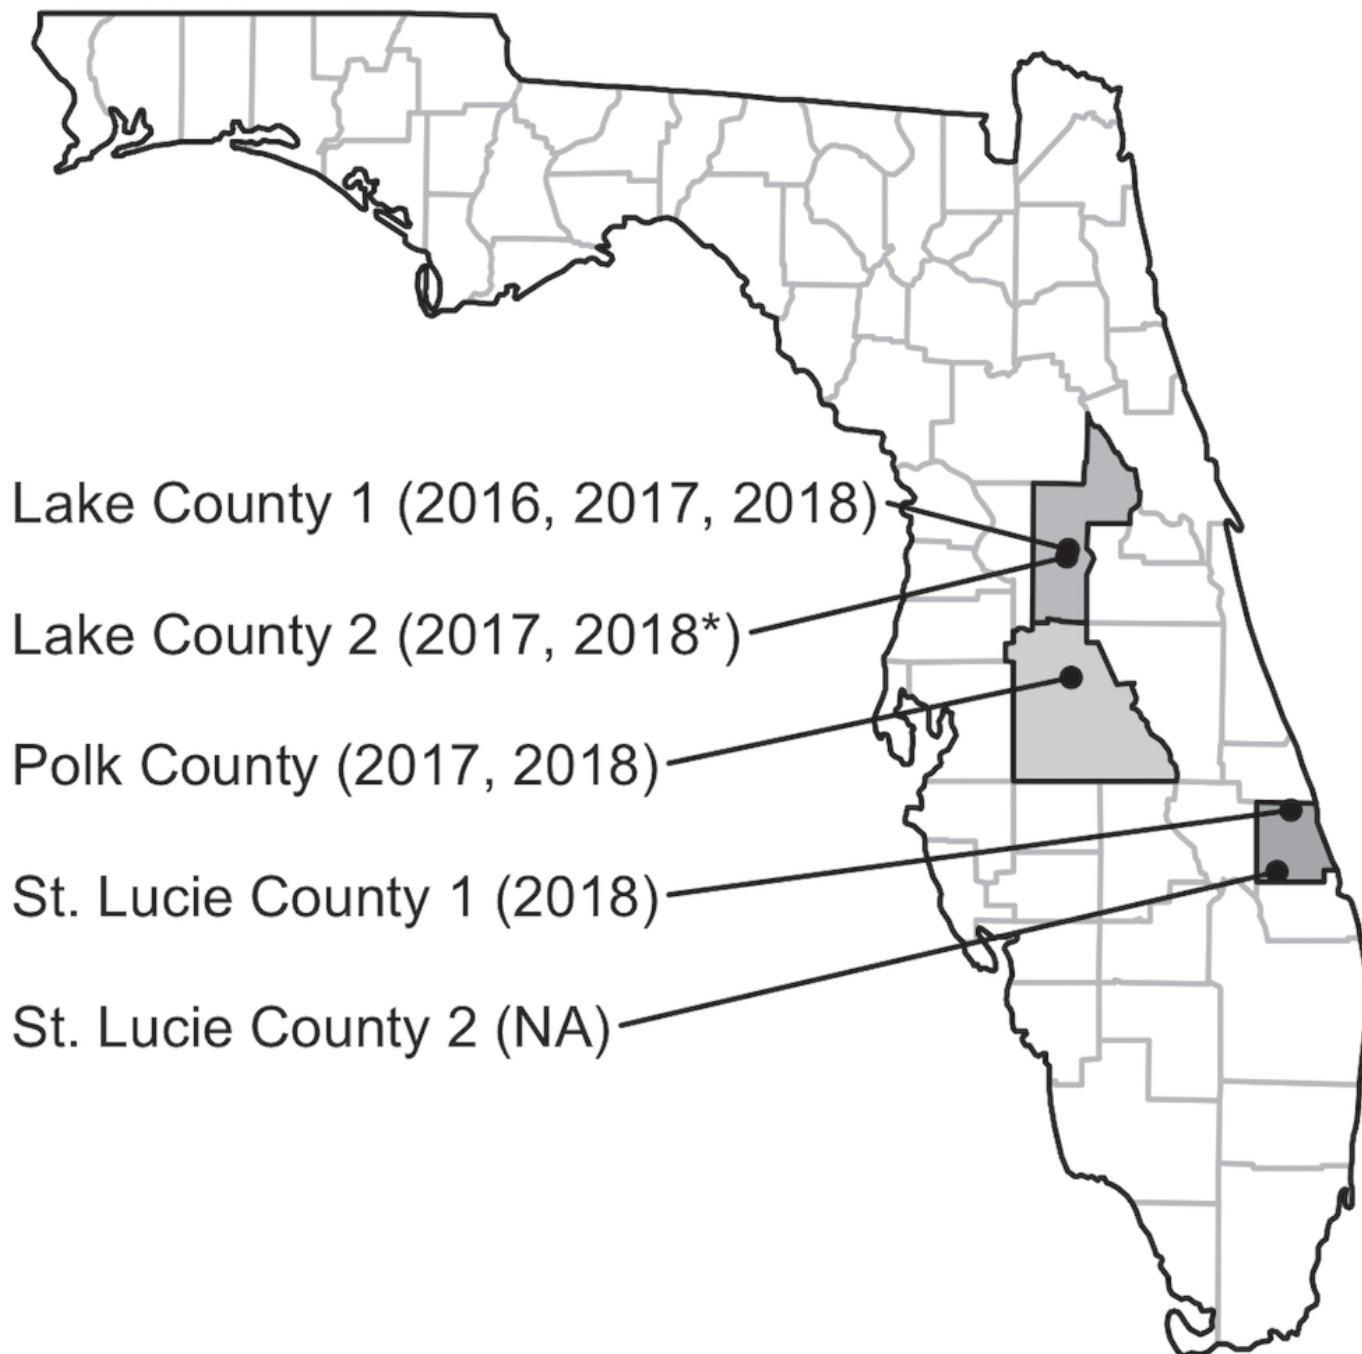 Lake County 1 (2016, 2017, 2018)
Lake County 2 (2017, 2018*)
Polk County (2017, 2018)
St. Lucie County 1 (2018)
St. Lucie County 2 (NA)